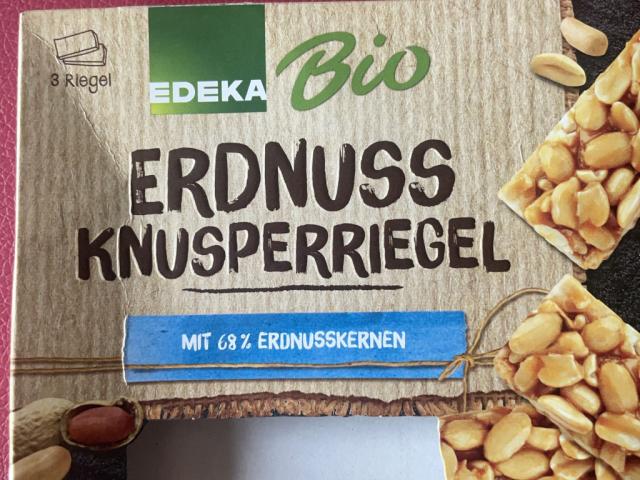 3 Riegel
EDEKA Bio
ERDNUSS
KNUSPERRIEGEL
MIT 68 % ERDNUSSKERNEN